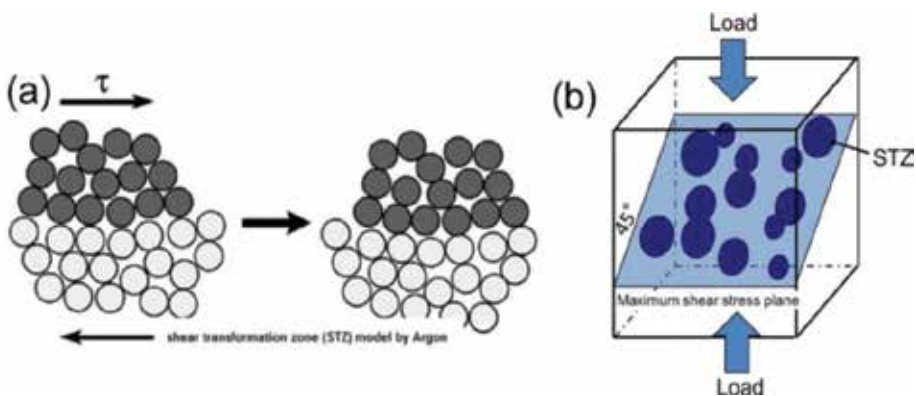 (a)
τ
shear transformation zone (STZ) model by Argon
(b)
Load
STZ
45°
Maximum shear stress plane
Load